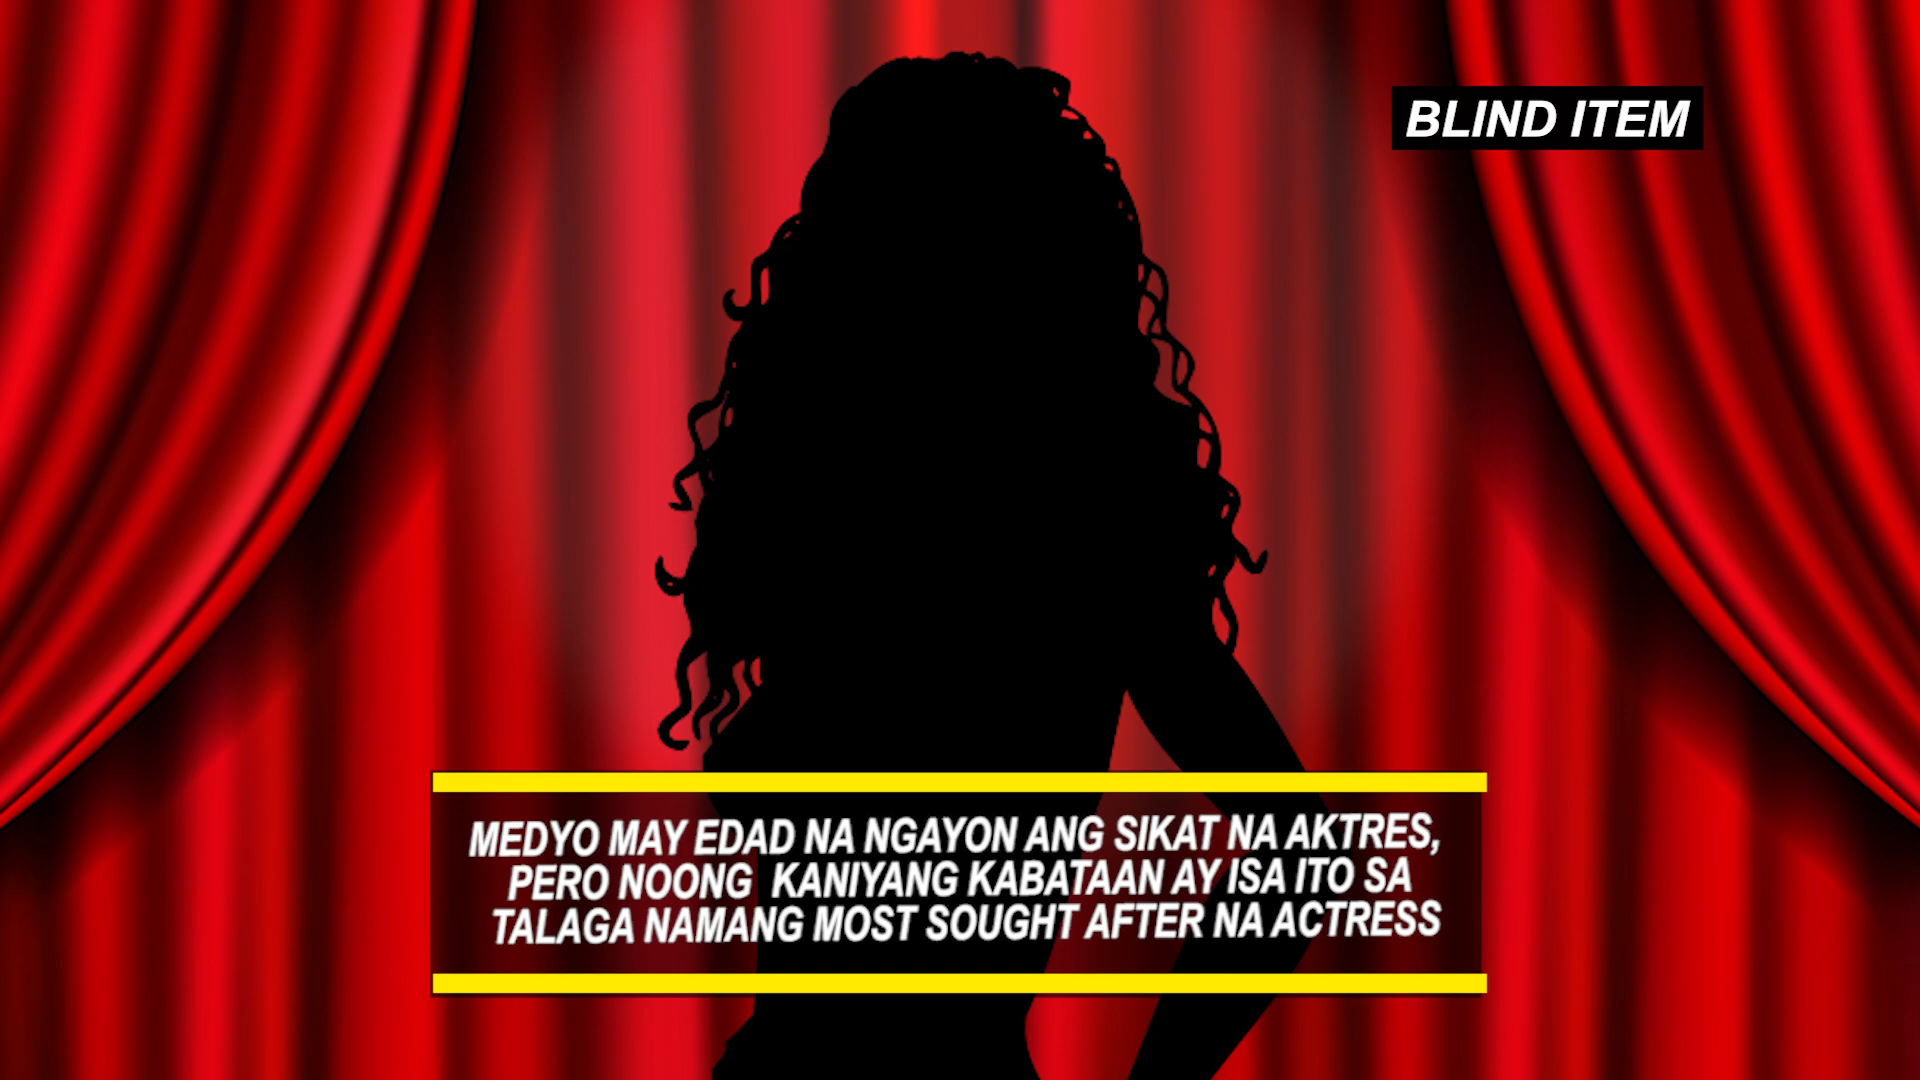 BLIND ITEM
MEDYO MAY EDAD NA NGAYON ANG SIKAT NA AKTRES,
PERO NOONG KANIYANG KABATAAN AY ISA ITO SA
TALAGA NAMANG MOST SOUGHT AFTER NA ACTRESS